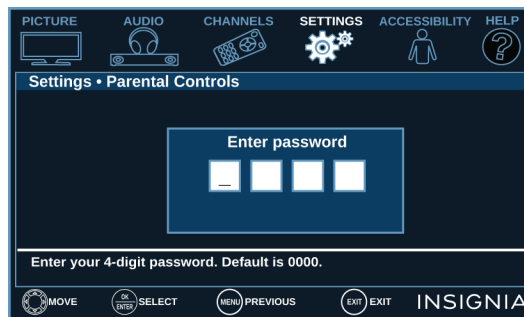 PICTURE AUDIO CHANNELS SETTINGS ACCESSIBILITY HELP
?
Settings • Parental Controls
Enter password
_
Enter your 4-digit password. Default is 0000.
MOVE OK ENTER SELECT MENU PREVIOUS EXIT EXIT INSIGNIA